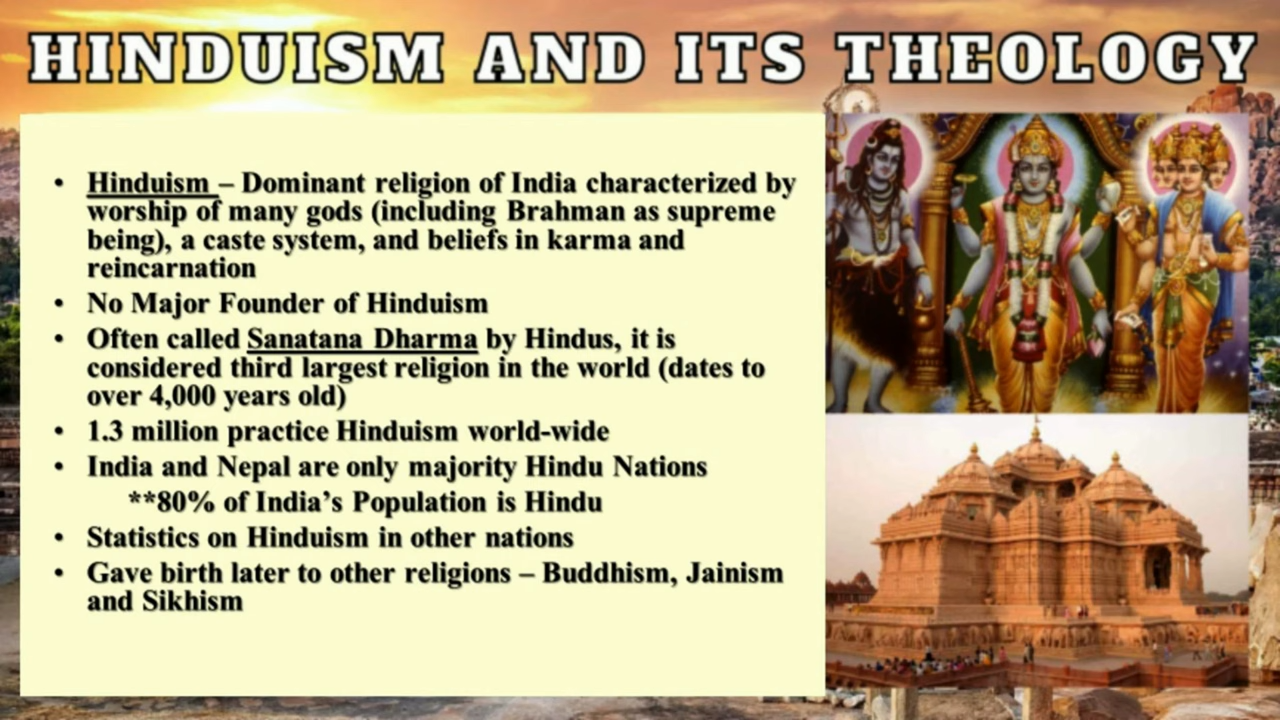 HINDUISM AND ITS THEOLOGY
• Hinduism – Dominant religion of India characterized by
worship of many gods (including Brahman as supreme
being), a caste system, and beliefs in karma and
reincarnation
• No Major Founder of Hinduism
• Often called Sanatana Dharma by Hindus, it is
considered third largest religion in the world (dates to
over 4,000 years old)
• 1.3 million practice Hinduism world-wide
• India and Nepal are only majority Hindu Nations
**80% of India’s Population is Hindu
• Statistics on Hinduism in other nations
• Gave birth later to other religions – Buddhism, Jainism
and Sikhism